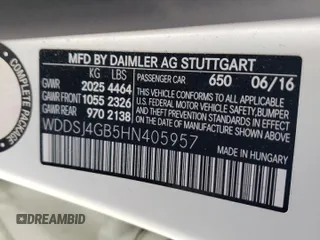 MFD BY DAIMLER AG STUTTGART
KG LBS PASSENGER CAR 650 06/16
GVWR 2025 4464
GAWR FRONT 1055 2326
GAWR REAR 970 2138
THIS VEHICLE CONFORMS TO ALL APPLICABLE U.S. FEDERAL MOTOR VEHICLE SAFETY, BUMPER AND THEFT PREVENTION STANDARDS IN EFFECT ON THE DATE OF MANUFACTURE SHOWN ABOVE.
WDDSJ4GB5HN405957
MADE IN HUNGARY
DREAMBID
dreambid.com